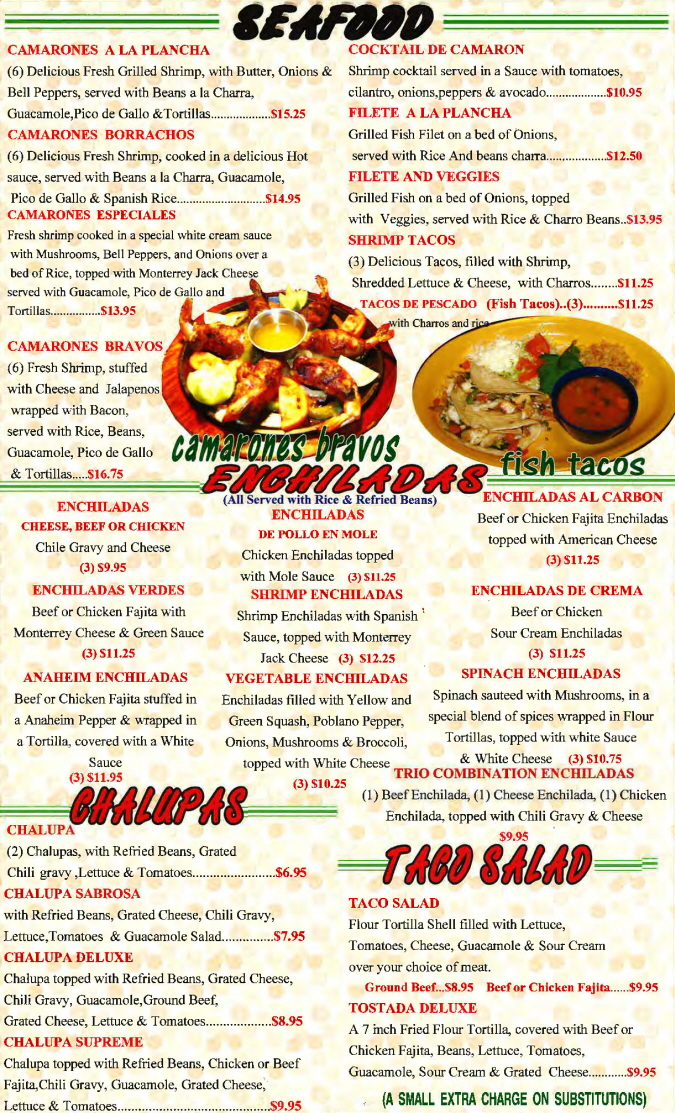 SEAFOOD
CAMARONES A LA PLANCHA
(6) Delicious Fresh Grilled Shrimp, with Butter, Onions &
Bell Peppers, served with Beans a la Charra,
Guacamole,Pico de Gallo &Tortillas...................$15.25
CAMARONES BORRACHOS
(6) Delicious Fresh Shrimp, cooked in a delicious Hot
sauce, served with Beans a la Charra, Guacamole,
Pico de Gallo & Spanish Rice............................$14.95
CAMARONES ESPECIALES
Fresh shrimp cooked in a special white cream sauce
with Mushrooms, Bell Peppers, and Onions over a
bed of Rice, topped with Monterrey Jack Cheese
served with Guacamole, Pico de Gallo and
Tortillas................$13.95
CAMARONES BRAVOS
(6) Fresh Shrimp, stuffed
with Cheese and Jalapenos
wrapped with Bacon,
served with Rice, Beans,
Guacamole, Pico de Gallo
& Tortillas.....$16.75
COCKTAIL DE CAMARON
Shrimp cocktail served in a Sauce with tomatoes,
cilantro, onions,peppers & avocado...................$10.95
FILETE A LA PLANCHA
Grilled Fish Filet on a bed of Onions,
served with Rice And beans charra...................$12.50
FILETE AND VEGGIES
Grilled Fish on a bed of Onions, topped
with Veggies, served with Rice & Charro Beans..$13.95
SHRIMP TACOS
(3) Delicious Tacos, filled with Shrimp,
Shredded Lettuce & Cheese, with Charros........$11.25
TACOS DE PESCADO (Fish Tacos)..(3)..........$11.25
with Charros and rice
camarones bravos
fish tacos
ENCHILADAS
(All Served with Rice & Refried Beans)
ENCHILADAS
CHEESE, BEEF OR CHICKEN
Chile Gravy and Cheese
(3) $9.95
ENCHILADAS VERDES
Beef or Chicken Fajita with
Monterrey Cheese & Green Sauce
(3) $11.25
ANAHEIM ENCHILADAS
Beef or Chicken Fajita stuffed in
a Anaheim Pepper & wrapped in
a Tortilla, covered with a White
Sauce
(3) $11.95
ENCHILADAS
DE POLLO EN MOLE
Chicken Enchiladas topped
with Mole Sauce (3) $11.25
SHRIMP ENCHILADAS
Shrimp Enchiladas with Spanish
Sauce, topped with Monterrey
Jack Cheese (3) $12.25
VEGETABLE ENCHILADAS
Enchiladas filled with Yellow and
Green Squash, Poblano Pepper,
Onions, Mushrooms & Broccoli,
topped with White Cheese
(3) $10.25
ENCHILADAS AL CARBON
Beef or Chicken Fajita Enchiladas
topped with American Cheese
(3) $11.25
ENCHILADAS DE CREMA
Beef or Chicken
Sour Cream Enchiladas
(3) $11.25
SPINACH ENCHILADAS
Spinach sauteed with Mushrooms, in a
special blend of spices wrapped in Flour
Tortillas, topped with white Sauce
& White Cheese (3) $10.75
TRIO COMBINATION ENCHILADAS
(1) Beef Enchilada, (1) Cheese Enchilada, (1) Chicken
Enchilada, topped with Chili Gravy & Cheese
$9.95
CHALUPAS
CHALUPA
(2) Chalupas, with Refried Beans, Grated
Chili gravy ,Lettuce & Tomatoes..........................$6.95
CHALUPA SABROSA
with Refried Beans, Grated Cheese, Chili Gravy,
Lettuce,Tomatoes & Guacamole Salad................$7.95
CHALUPA DELUXE
Chalupa topped with Refried Beans, Grated Cheese,
Chili Gravy, Guacamole,Ground Beef,
Grated Cheese, Lettuce & Tomatoes.....................$8.95
CHALUPA SUPREME
Chalupa topped with Refried Beans, Chicken or Beef
Fajita,Chili Gravy, Guacamole, Grated Cheese,
Lettuce & Tomatoes................................................$9.95
TACO SALAD
TACO SALAD
Flour Tortilla Shell filled with Lettuce,
Tomatoes, Cheese, Guacamole & Sour Cream
over your choice of meat.
Ground Beef...$8.95 Beef or Chicken Fajita......$9.95
TOSTADA DELUXE
A 7 inch Fried Flour Tortilla, covered with Beef or
Chicken Fajita, Beans, Lettuce, Tomatoes,
Guacamole, Sour Cream & Grated Cheese............$9.95
(A SMALL EXTRA CHARGE ON SUBSTITUTIONS)